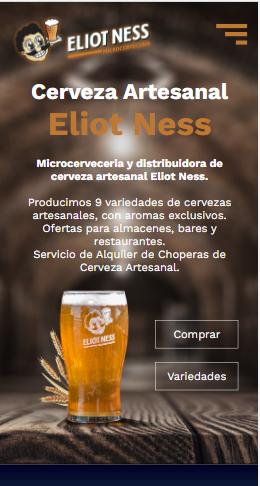 ELIOT NESS
MICROCERVECERÍA
Cerveza Artesanal
Eliot Ness
Microcerveceria y distribuidora de
cerveza artesanal Eliot Ness.
Producimos 9 variedades de cervezas
artesanales, con aromas exclusivos.
Ofertas para almacenes, bares y
restaurantes.
Servicio de Alquiler de Choperas de
Cerveza Artesanal.
ELIOT NESS
Comprar
Variedades